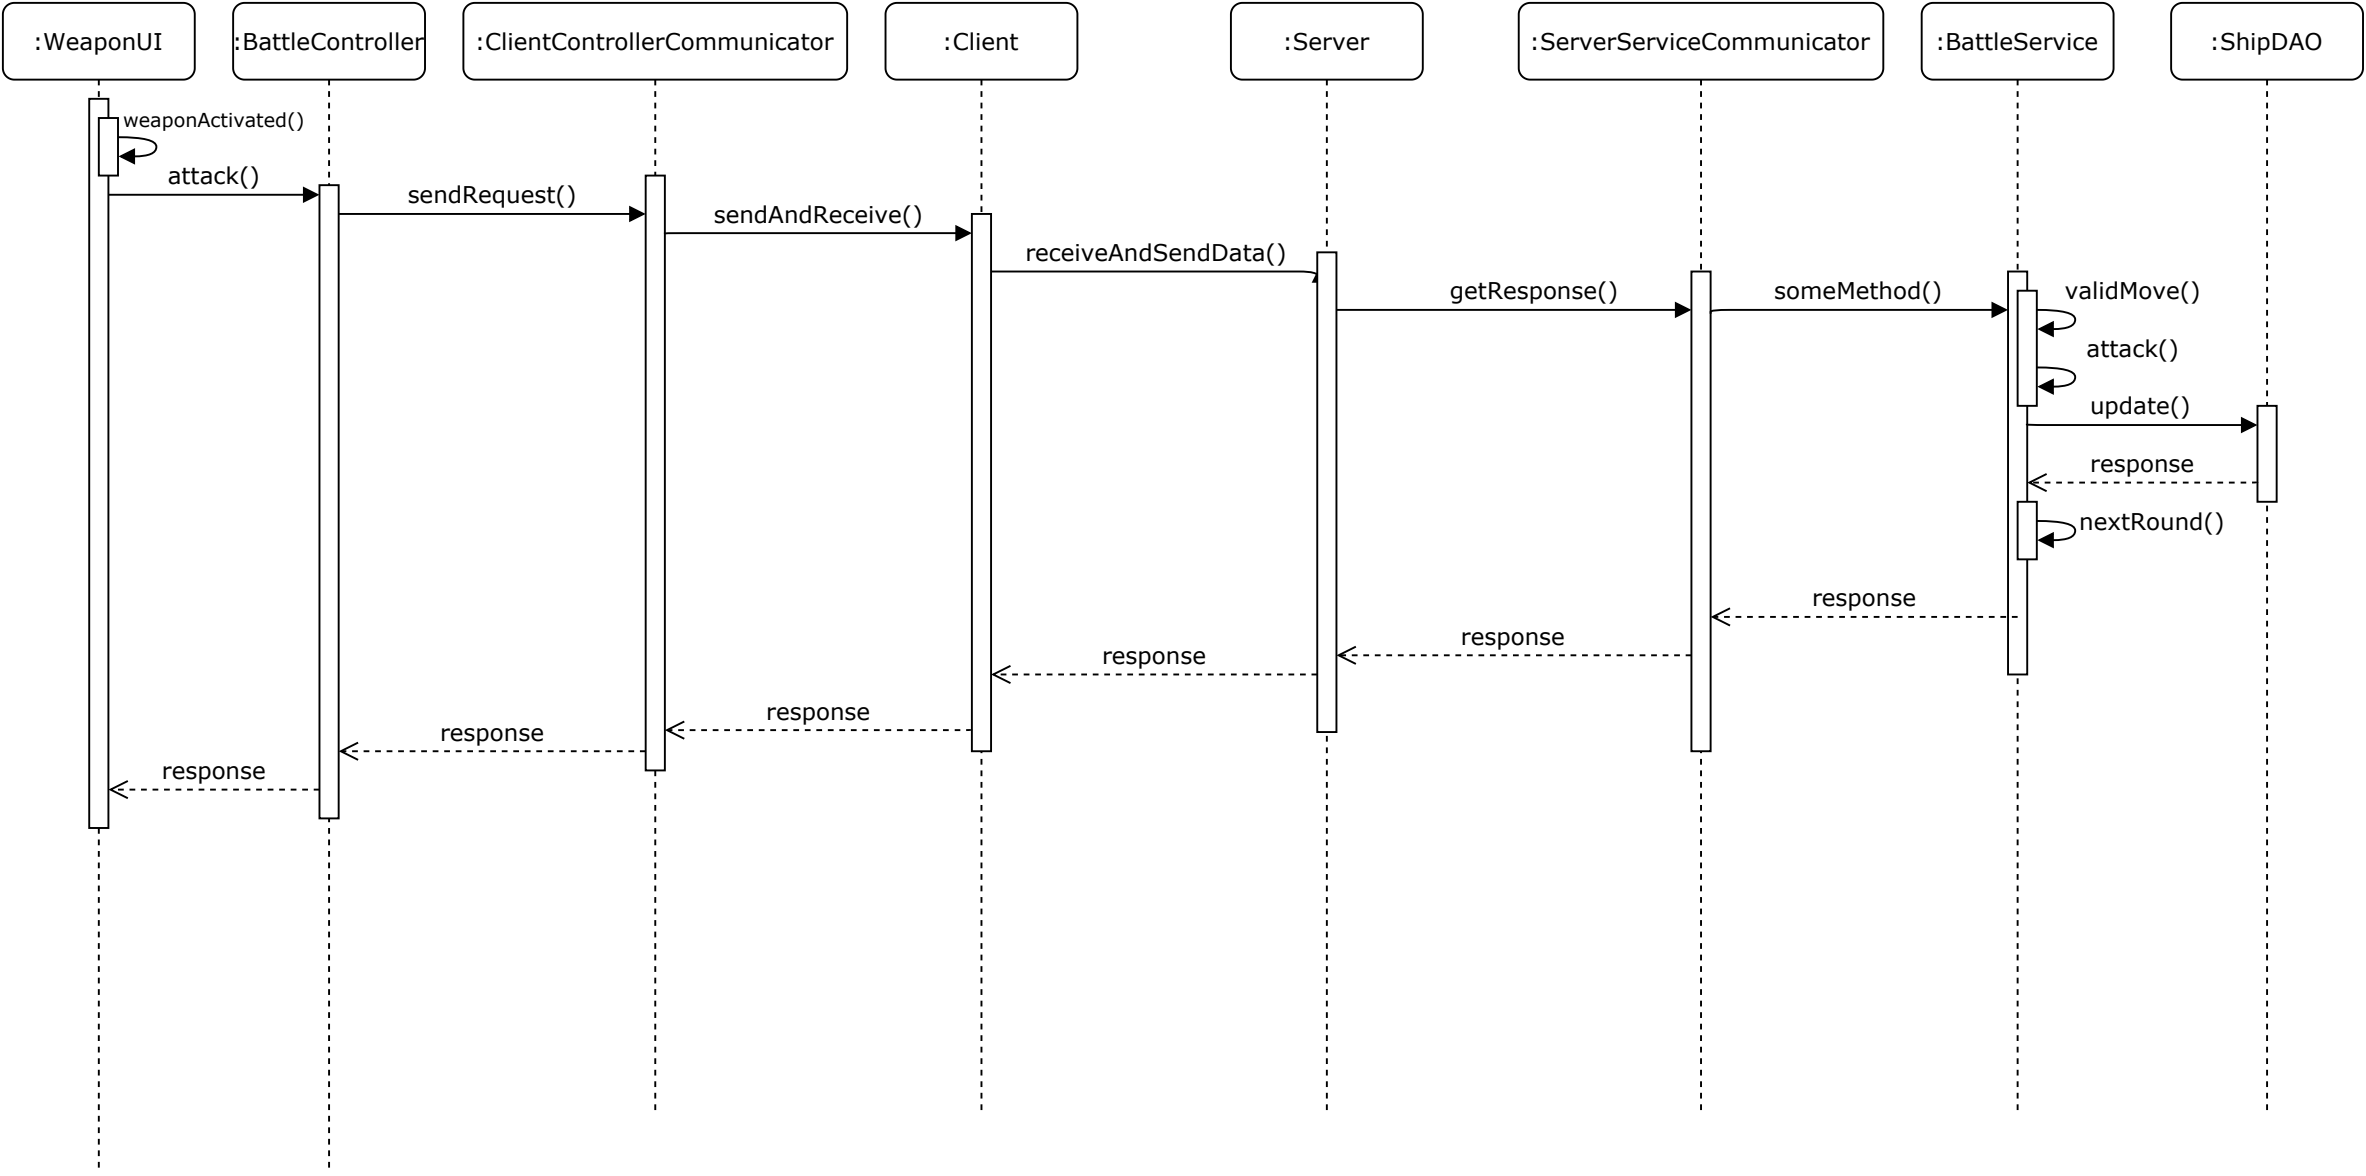 :WeaponUI
:BattleController
:ClientControllerCommunicator
:Client
:Server
:ServerServiceCommunicator
:BattleService
:ShipDAO
weaponActivated()
attack()
sendRequest()
sendAndReceive()
receiveAndSendData()
getResponse()
someMethod()
validMove()
attack()
update()
response
nextRound()
response
response
response
response
response
response